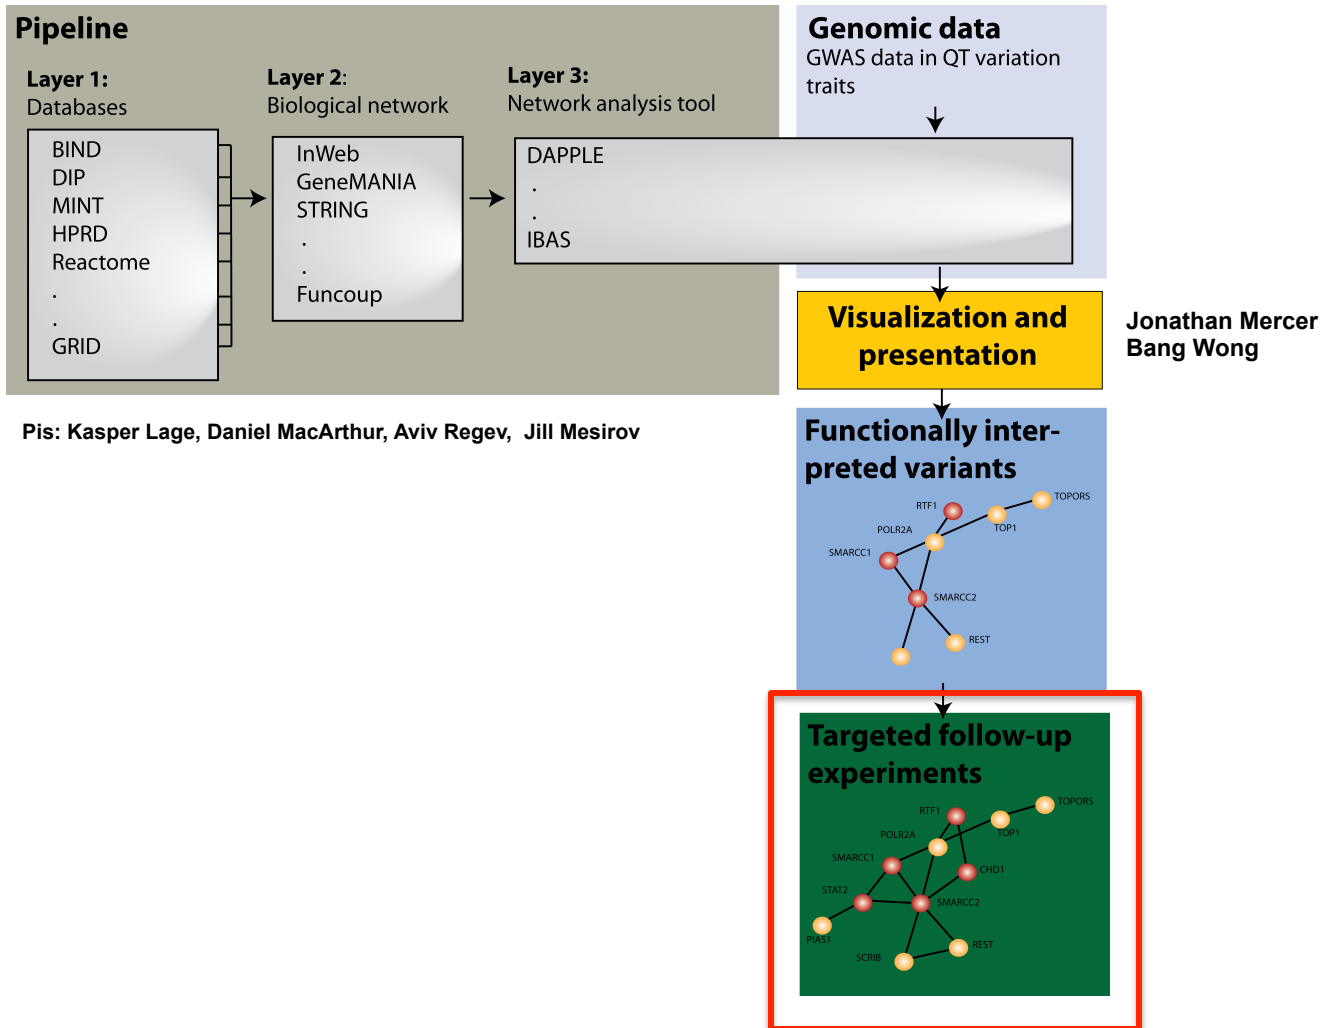 Pipeline
Layer 1:
Databases
BIND
DIP
MINT
HPRD
Reactome
.
.
GRID
Layer 2:
Biological network
InWeb
GeneMANIA
STRING
.
.
Funcoup
Layer 3:
Network analysis tool
DAPPLE
.
.
IBAS
Genomic data
GWAS data in QT variation
traits
Visualization and
presentation
Jonathan Mercer
Bang Wong
Pis: Kasper Lage, Daniel MacArthur, Aviv Regev, Jill Mesirov
Functionally inter-
preted variants
TOPORS
RTF1
TOP1
POLR2A
SMARCC1
SMARCC2
REST
Targeted follow-up
experiments
TOPORS
RTF1
TOP1
POLR2A
SMARCC1
CHD1
STAT2
SMARCC2
PIAS1
REST
SCRIB